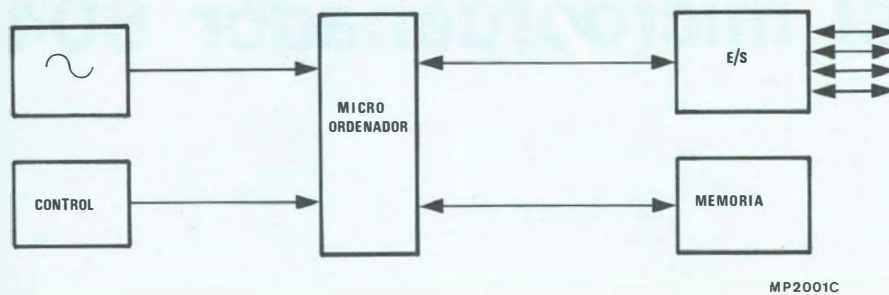 E/S
MICRO
ORDENADOR
CONTROL
MEMORIA
MP2001C